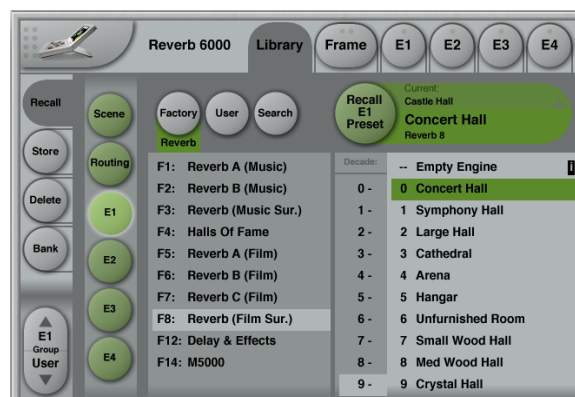 Reverb 6000 Library Frame E1 E2 E3 E4
Recall
Store
Delete
Bank
E1
Group
User
Scene
Routing
E1
E2
E3
E4
Factory User Search
Reverb
Recall
E1
Preset
Current:
Castle Hall
Concert Hall
Reverb 8
F1: Reverb A (Music)
F2: Reverb B (Music)
F3: Reverb (Music Sur.)
F4: Halls Of Fame
F5: Reverb A (Film)
F6: Reverb B (Film)
F7: Reverb C (Film)
F8: Reverb (Film Sur.)
F12: Delay & Effects
F14: M5000
Decade:
0 -
1 -
2 -
3 -
4 -
5 -
6 -
7 -
8 -
9 -
-- Empty Engine i
0 Concert Hall
1 Symphony Hall
2 Large Hall
3 Cathedral
4 Arena
5 Hangar
6 Unfurnished Room
7 Small Wood Hall
8 Med Wood Hall
9 Crystal Hall